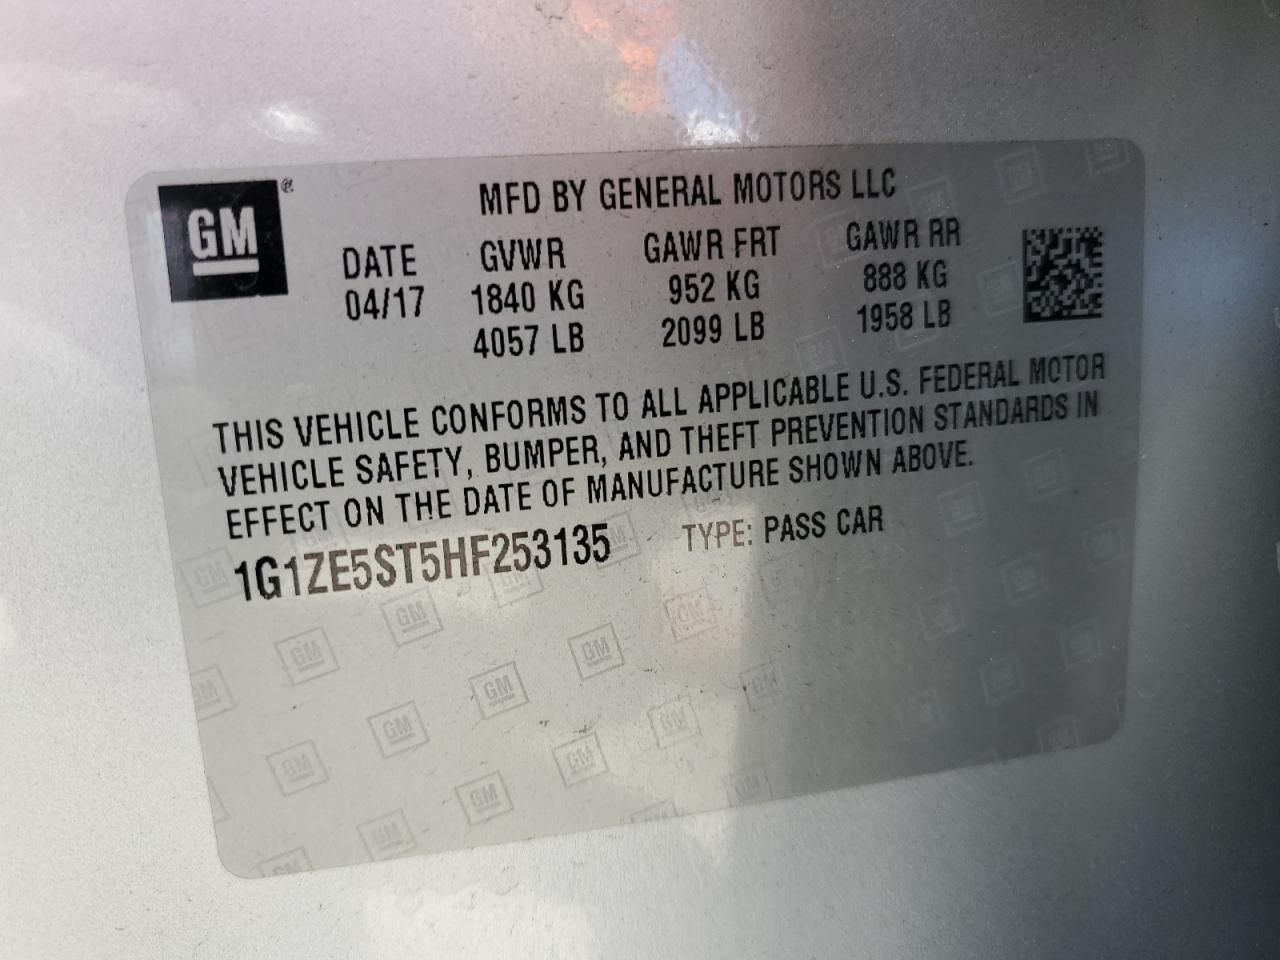 GM ®
MFD BY GENERAL MOTORS LLC
DATE GVWR GAWR FRT GAWR RR
04/17 1840 KG 952 KG 888 KG
4057 LB 2099 LB 1958 LB
THIS VEHICLE CONFORMS TO ALL APPLICABLE U.S. FEDERAL MOTOR
VEHICLE SAFETY, BUMPER, AND THEFT PREVENTION STANDARDS IN
EFFECT ON THE DATE OF MANUFACTURE SHOWN ABOVE.
1G1ZE5ST5HF253135 TYPE: PASS CAR